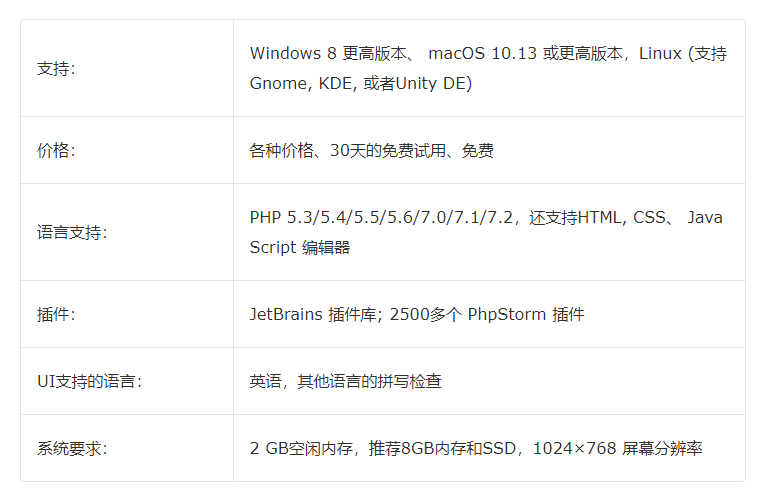 支持：
Windows 8 更高版本、 macOS 10.13 或更高版本，Linux (支持
Gnome, KDE, 或者Unity DE)
价格：
各种价格、30天的免费试用、免费
语言支持：
PHP 5.3/5.4/5.5/5.6/7.0/7.1/7.2，还支持HTML, CSS、 Java
Script 编辑器
插件：
JetBrains 插件库; 2500多个 PhpStorm 插件
UI支持的语言：
英语，其他语言的拼写检查
系统要求：
2 GB空闲内存，推荐8GB内存和SSD，1024×768 屏幕分辨率